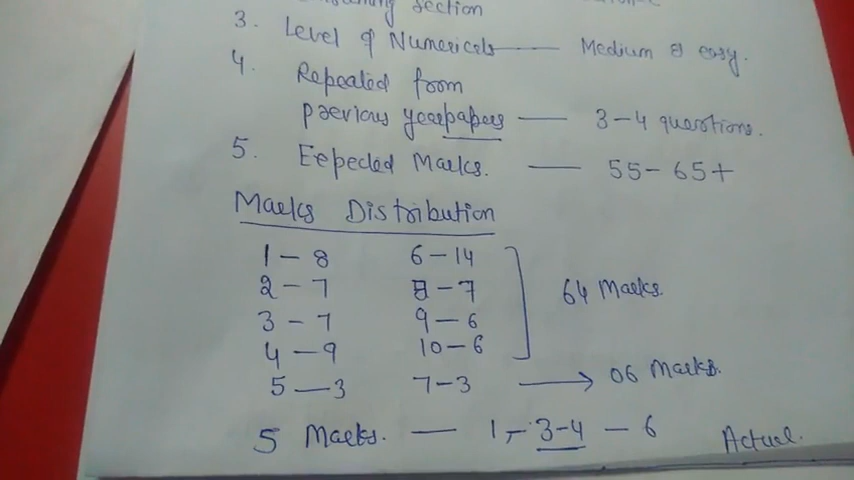 section
3. Level of Numericals —— Medium & easy.
4. Repeated from
previous yearpapers —— 3-4 questions.
5. Eepected Marks. —— 55-65+
Marks Distribution
1-8 6-14
2-7 8-7 64 Marks.
3-7 9-6
4-9 10-6
5-3 7-3 → 06 Marks.
5 Marks. — 1, - 3-4 - 6 Actual.